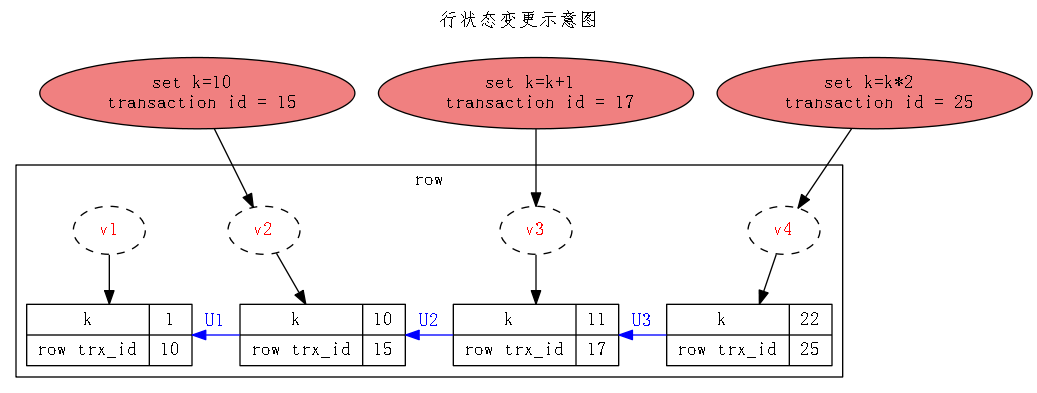 行状态变更示意图
set k=10
transaction id = 15
set k=k+1
transaction id = 17
set k=k*2
transaction id = 25
row
v1
v2
v3
v4
k 1
row trx_id 10
U1
k 10
row trx_id 15
U2
k 11
row trx_id 17
U3
k 22
row trx_id 25